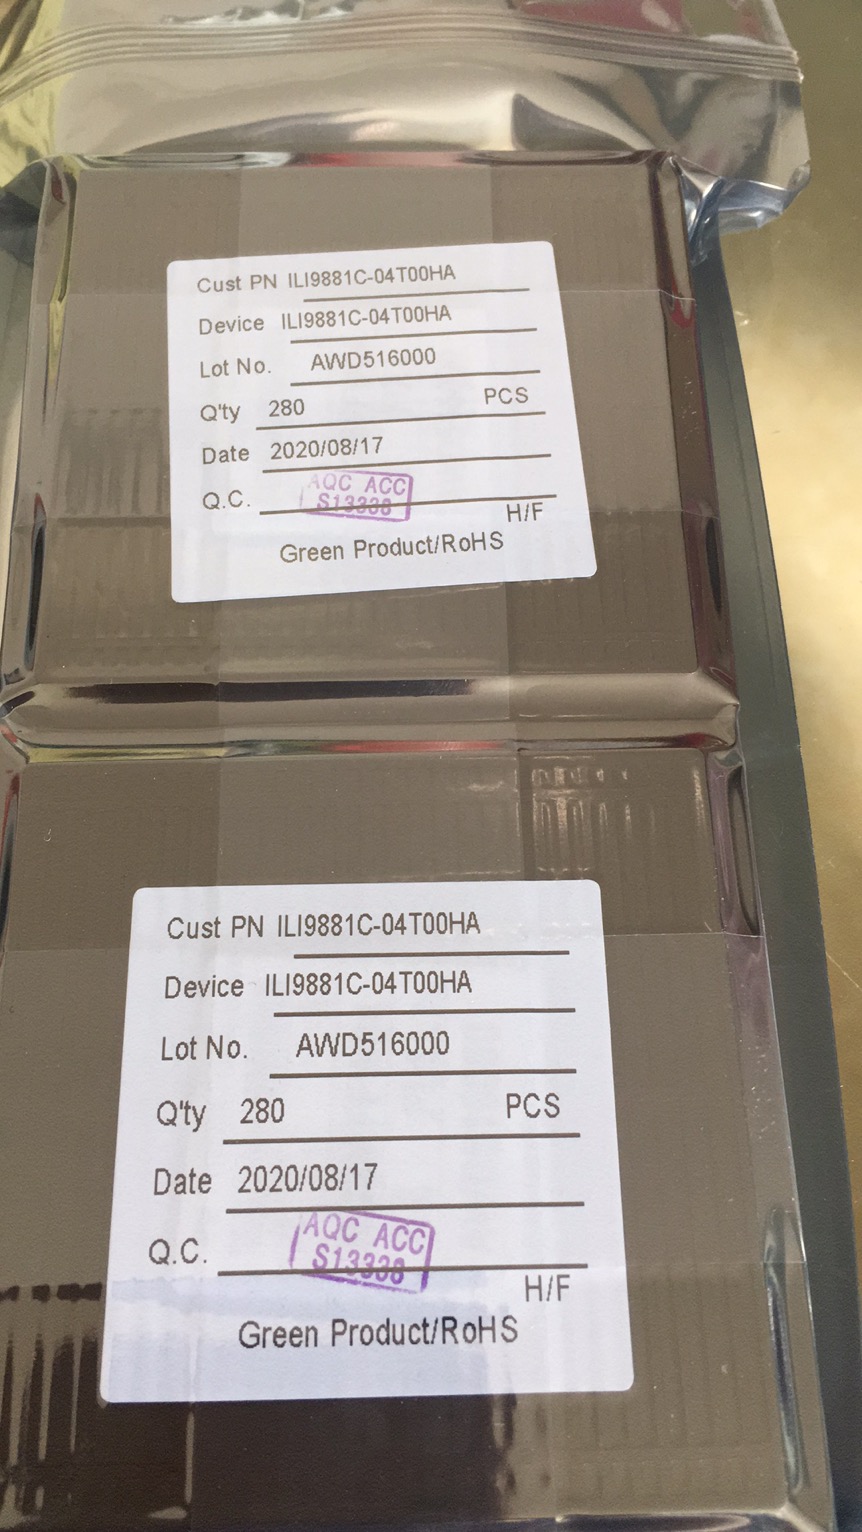 Cust PN ILI9881C-04T00HA
Device ILI9881C-04T00HA
Lot No. AWD516000
Q'ty 280 PCS
Date 2020/08/17
Q.C. AQC ACC
S13338
H/F
Green Product/RoHS
Cust PN ILI9881C-04T00HA
Device ILI9881C-04T00HA
Lot No. AWD516000
Q'ty 280 PCS
Date 2020/08/17
Q.C. AQC ACC
S13338
H/F
Green Product/RoHS